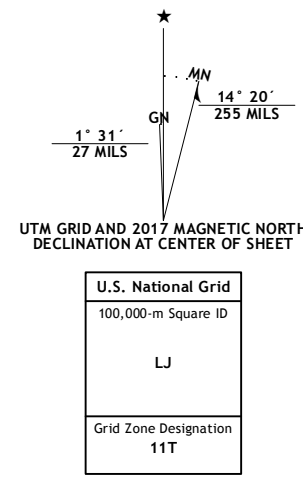 ★
MN
GN
1° 31´
27 MILS
14° 20´
255 MILS
UTM GRID AND 2017 MAGNETIC NORTH
DECLINATION AT CENTER OF SHEET
U.S. National Grid
100,000-m Square ID
LJ
Grid Zone Designation
11T